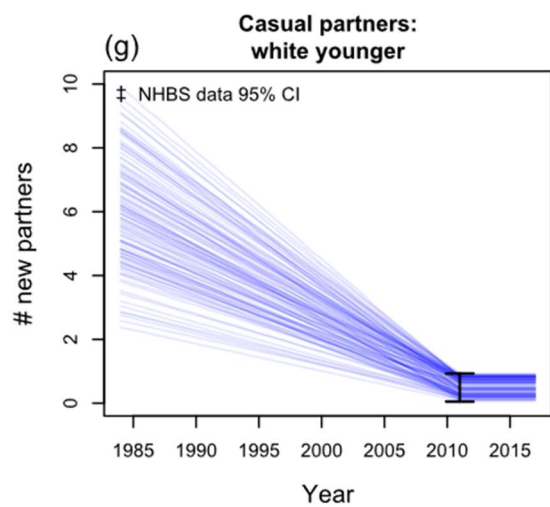 (g)
Casual partners:
white younger
‡ NHBS data 95% CI
# new partners
10
8
6
4
2
0
1985 1990 1995 2000 2005 2010 2015
Year